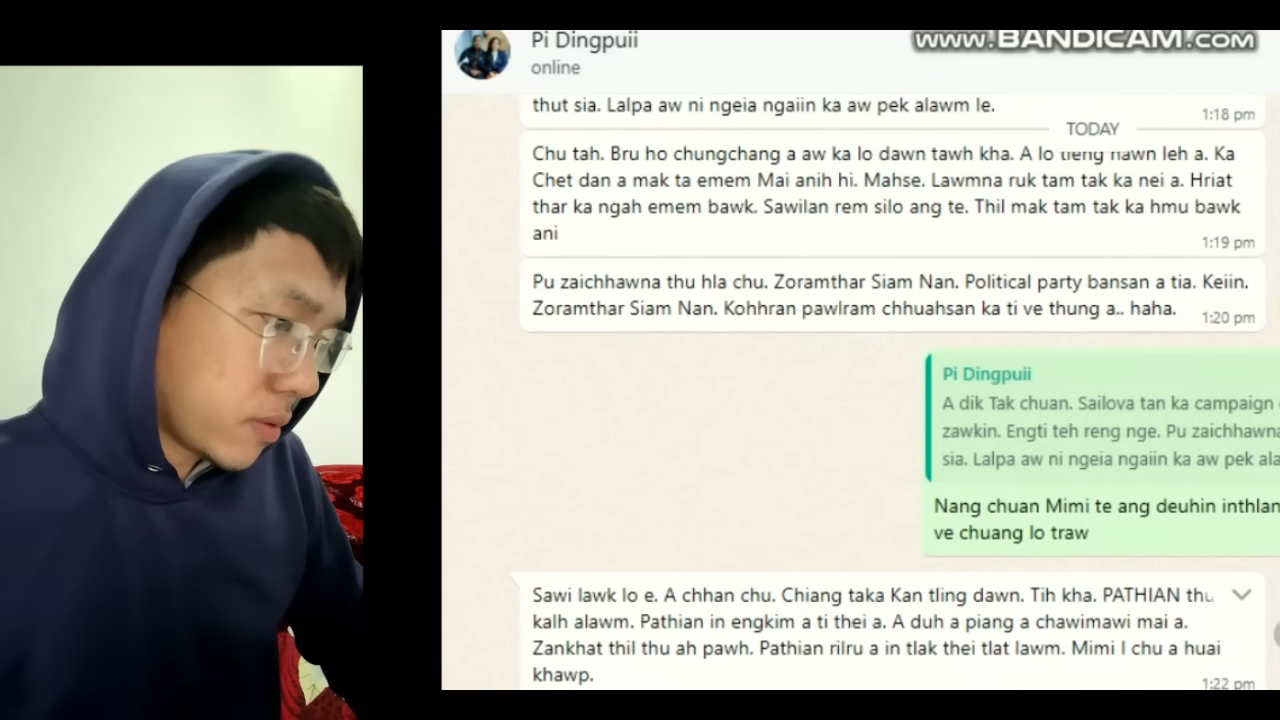 Pi Dingpuii
www.BANDICAM.com
online
thut sia. Lalpa aw ni ngeia ngaiin ka aw pek alawm le.
1:18 pm
TODAY
Chu tah. Bru ho chungchang a aw ka lo dawn tawh kha. A lo tleng nawn leh a. Ka
Chet dan a mak ta emem Mai anih hi. Mahse. Lawmna ruk tam tak ka nei a. Hriat
thar ka ngah emem bawk. Sawilan rem silo ang te. Thil mak tam tak ka hmu bawk
ani
1:19 pm
Pu zaichhawna thu hla chu. Zoramthar Siam Nan. Political party bansan a tia. Keiin.
Zoramthar Siam Nan. Kohhran pawlram chhuahsan ka ti ve thung a.. haha.
1:20 pm
Pi Dingpuii
A dik Tak chuan. Sailova tan ka campaign
zawkin. Engti teh reng nge. Pu zaichhawna
sia. Lalpa aw ni ngeia ngaiin ka aw pek ala
Nang chuan Mimi te ang deuhin inthlan
ve chuang lo traw
Sawi lawk lo e. A chhan chu. Chiang taka Kan tling dawn. Tih kha. PATHIAN thu
kalh alawm. Pathian in engkim a ti thei a. A duh a piang a chawimawi mai a.
Zankhat thil thu ah pawh. Pathian rilru a in tlak thei tlat lawm. Mimi I chu a huai
khawp.
1:22 pm